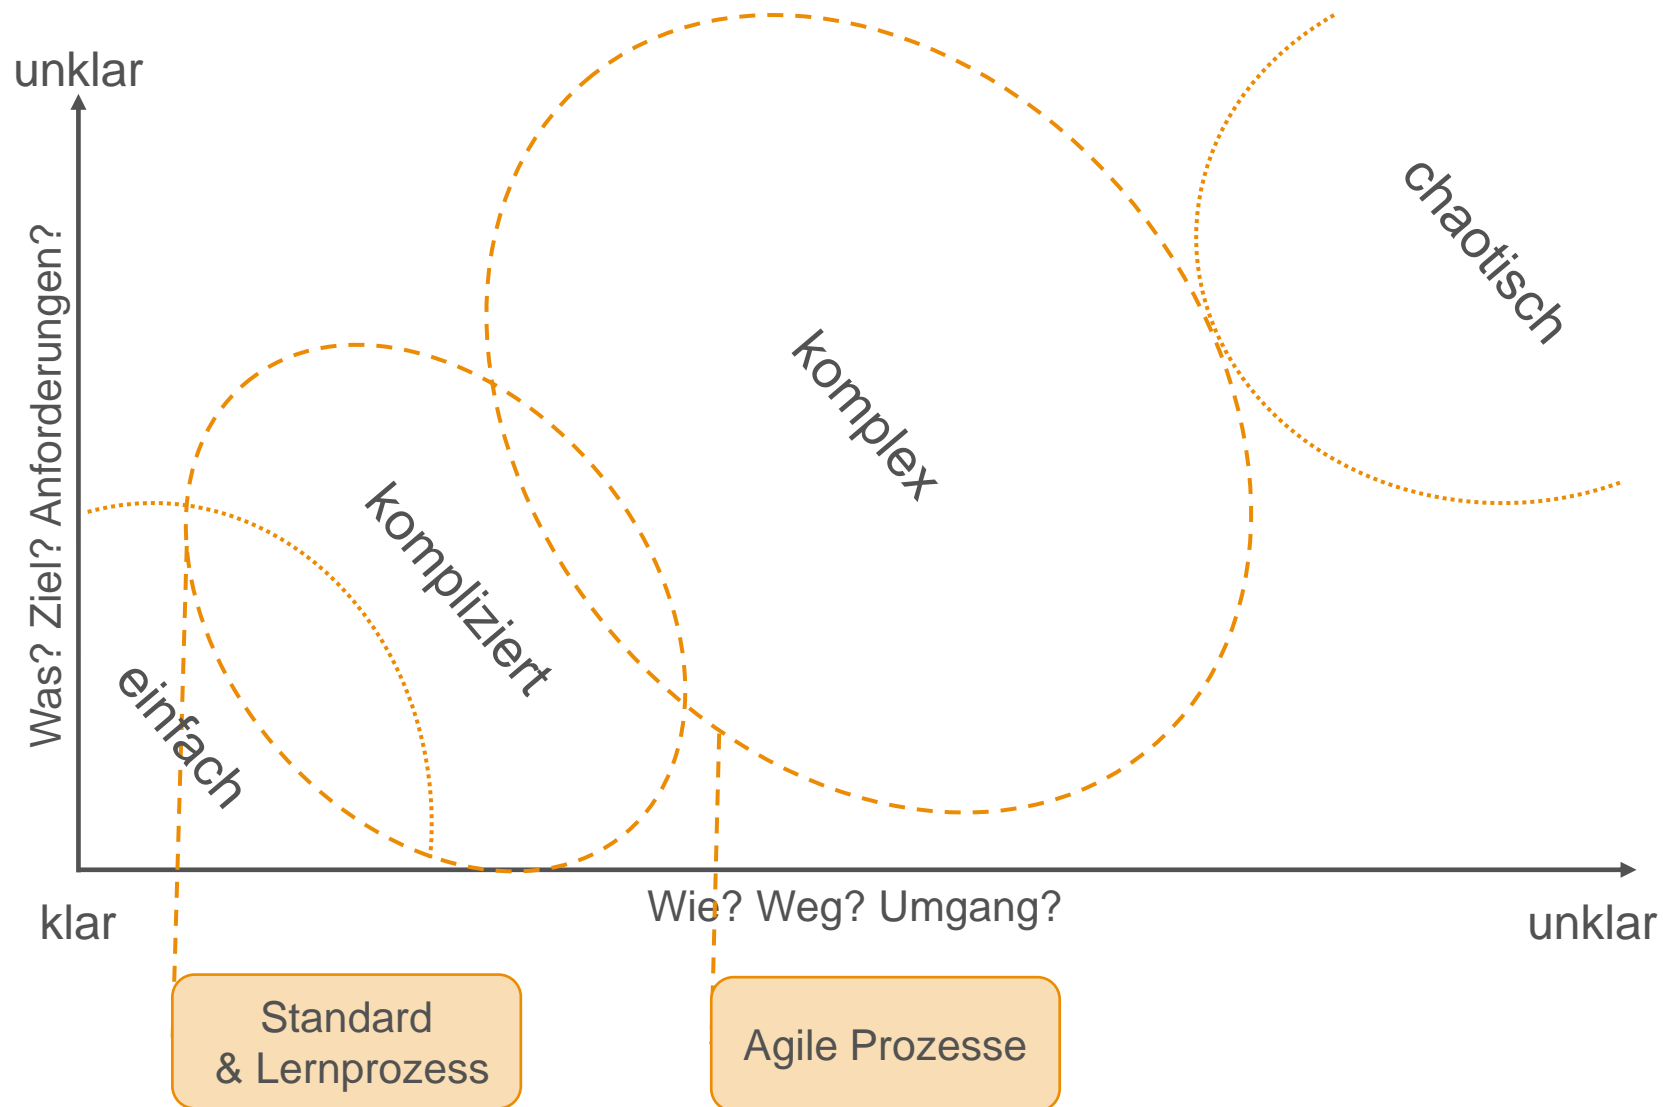 unklar
Was? Ziel? Anforderungen?
chaotisch
komplex
kompliziert
einfach
Wie? Weg? Umgang?
klar
unklar
Standard
& Lernprozess
Agile Prozesse